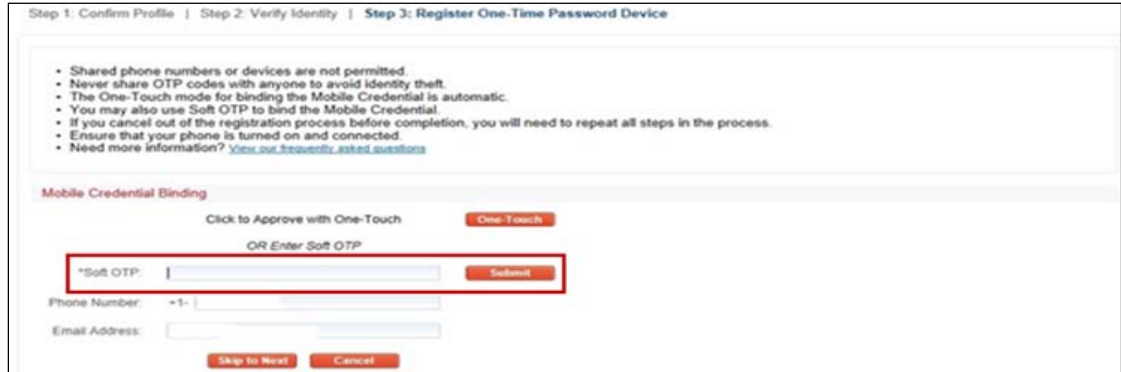 Step 1: Confirm Profile | Step 2: Verify Identity | Step 3: Register One-Time Password Device
• Shared phone numbers or devices are not permitted.
• Never share OTP codes with anyone to avoid identity theft.
• The One-Touch mode for binding the Mobile Credential is automatic.
• You may also use Soft OTP to bind the Mobile Credential.
• If you cancel out of the registration process before completion, you will need to repeat all steps in the process.
• Ensure that your phone is turned on and connected.
• Need more information? View our frequently asked questions
Mobile Credential Binding
Click to Approve with One-Touch One-Touch
OR Enter Soft OTP
*Soft OTP: Submit
Phone Number: +1-
Email Address:
Skip to Next Cancel